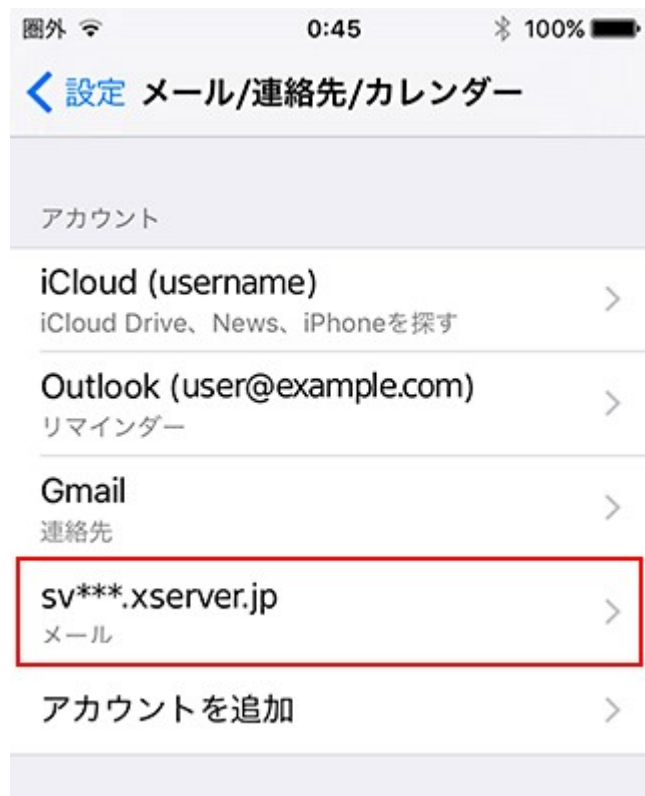 圏外 0:45 100%
設定 メール/連絡先/カレンダー
アカウント
iCloud (username)
iCloud Drive、News、iPhoneを探す
Outlook (user@example.com)
リマインダー
Gmail
連絡先
sv***.xserver.jp
メール
アカウントを追加